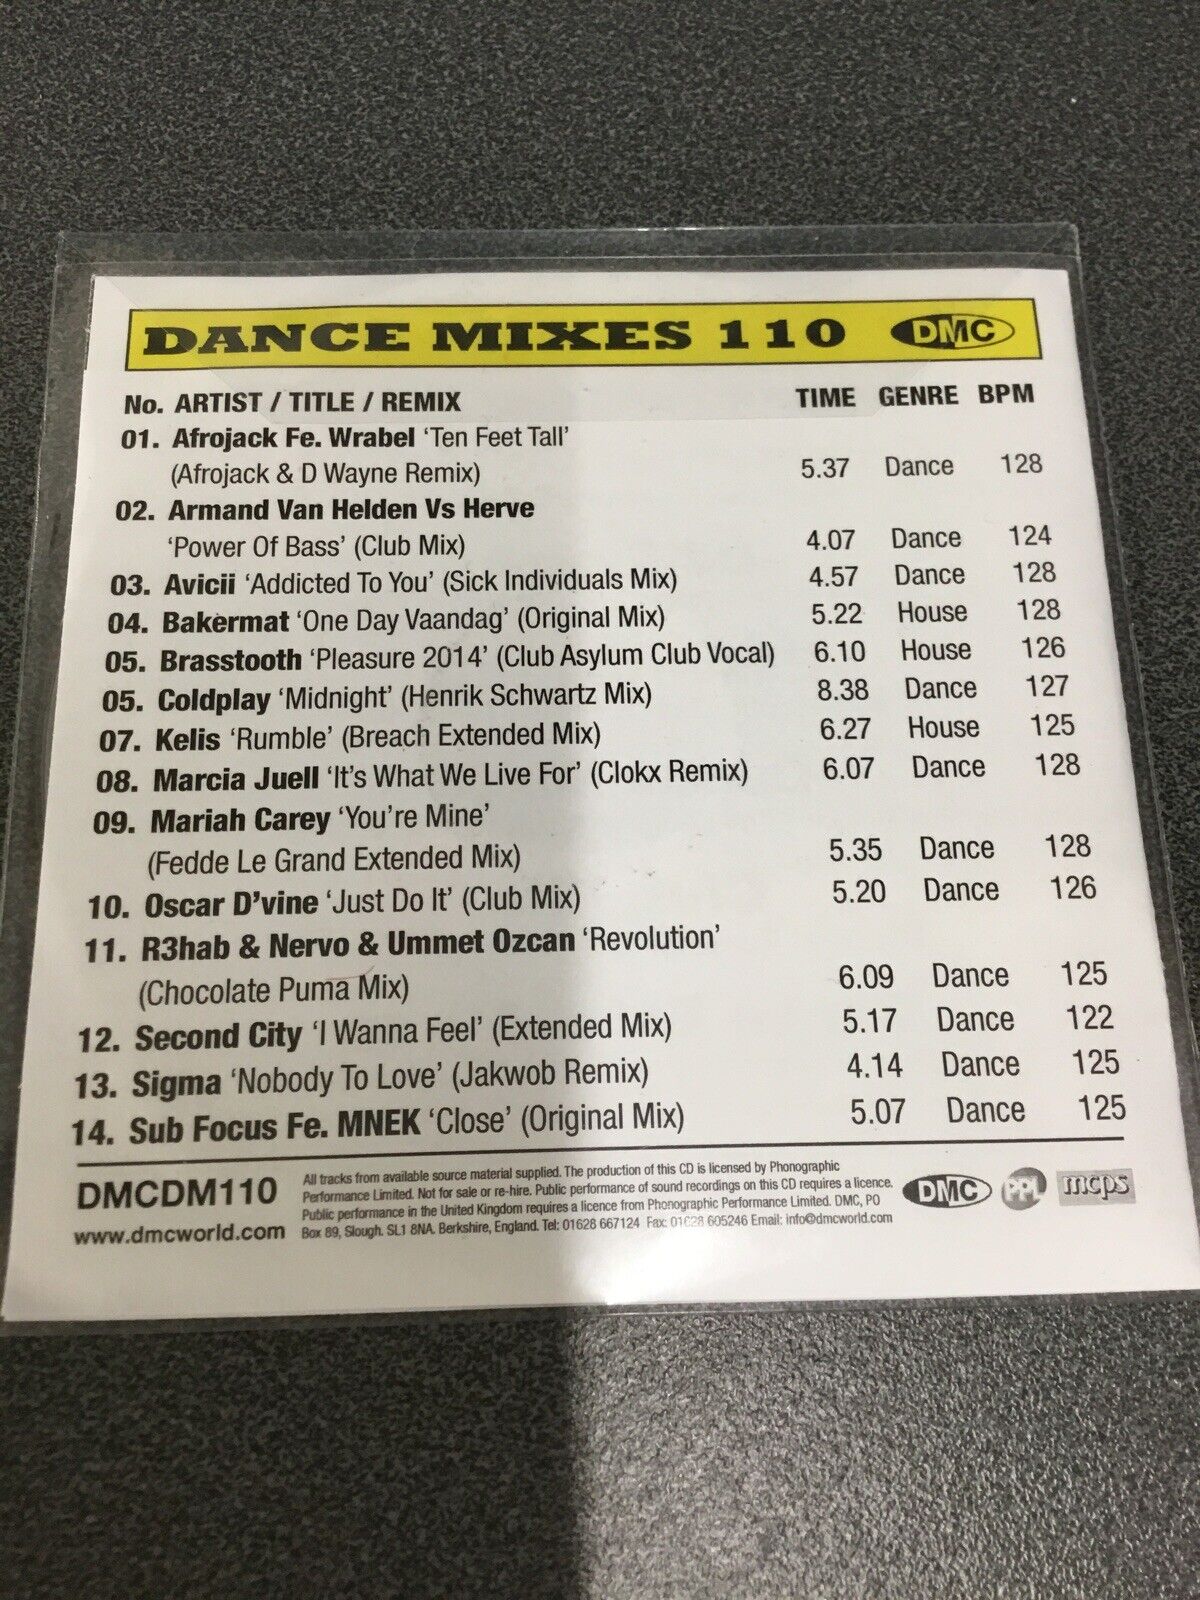 DANCE MIXES 110 DMC
No. ARTIST / TITLE / REMIX TIME GENRE BPM
01. Afrojack Fe. Wrabel ‘Ten Feet Tall’
(Afrojack & D Wayne Remix) 5.37 Dance 128
02. Armand Van Helden Vs Herve
‘Power Of Bass’ (Club Mix) 4.07 Dance 124
03. Avicii ‘Addicted To You’ (Sick Individuals Mix) 4.57 Dance 128
04. Bakermat ‘One Day Vaandag’ (Original Mix) 5.22 House 128
05. Brasstooth ‘Pleasure 2014’ (Club Asylum Club Vocal) 6.10 House 126
05. Coldplay ‘Midnight’ (Henrik Schwartz Mix) 8.38 Dance 127
07. Kelis ‘Rumble’ (Breach Extended Mix) 6.27 House 125
08. Marcia Juell ‘It’s What We Live For’ (Clokx Remix) 6.07 Dance 128
09. Mariah Carey ‘You’re Mine’
(Fedde Le Grand Extended Mix) 5.35 Dance 128
10. Oscar D’vine ‘Just Do It’ (Club Mix) 5.20 Dance 126
11. R3hab & Nervo & Ummet Ozcan ‘Revolution’
(Chocolate Puma Mix) 6.09 Dance 125
12. Second City ‘I Wanna Feel’ (Extended Mix) 5.17 Dance 122
13. Sigma ‘Nobody To Love’ (Jakwob Remix) 4.14 Dance 125
14. Sub Focus Fe. MNEK ‘Close’ (Original Mix) 5.07 Dance 125
DMCDM110
www.dmcworld.com
All tracks from available source material supplied. The production of this CD is licensed by Phonographic
Performance Limited. Not for sale or re-hire. Public performance of sound recordings on this CD requires a licence.
Public performance in the United Kingdom requires a licence from Phonographic Performance Limited. DMC, PO
Box 89, Slough. SL1 8NA. Berkshire, England. Tel: 01628 667124 Fax: 01628 605246 Email: info@dmcworld.com
DMC PPL mcps